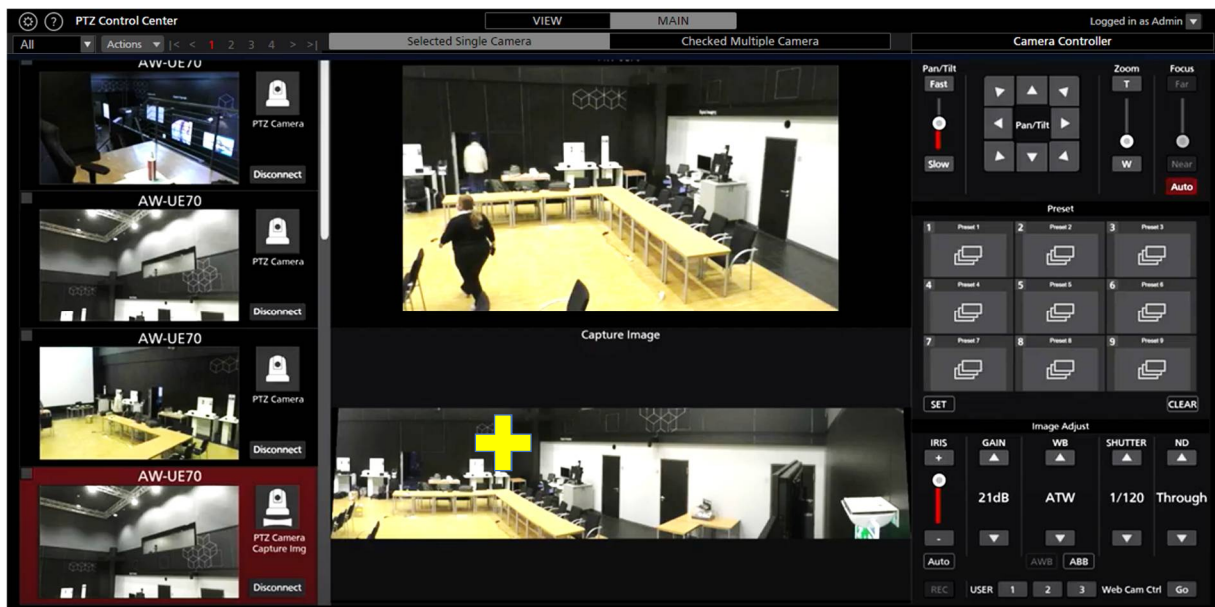 PTZ Control Center
VIEW MAIN
Logged in as Admin
All Actions |< < 1 2 3 4 > >|
Selected Single Camera Checked Multiple Camera Camera Controller
AW-UE70
PTZ Camera
Disconnect
AW-UE70
PTZ Camera
Disconnect
AW-UE70
PTZ Camera
Disconnect
AW-UE70
PTZ Camera
Capture Img
Disconnect
Capture Image
Pan/Tilt Zoom Focus
Fast T Far
Pan/Tilt
Slow W Near
Auto
Preset
1 Preset 1 2 Preset 2 3 Preset 3
4 Preset 4 5 Preset 5 6 Preset 6
7 Preset 7 8 Preset 8 9 Preset 9
SET CLEAR
Image Adjust
IRIS GAIN WB SHUTTER ND
+
21dB ATW 1/120 Through
-
Auto AWB ABB
REC USER 1 2 3 Web Cam Ctrl Go